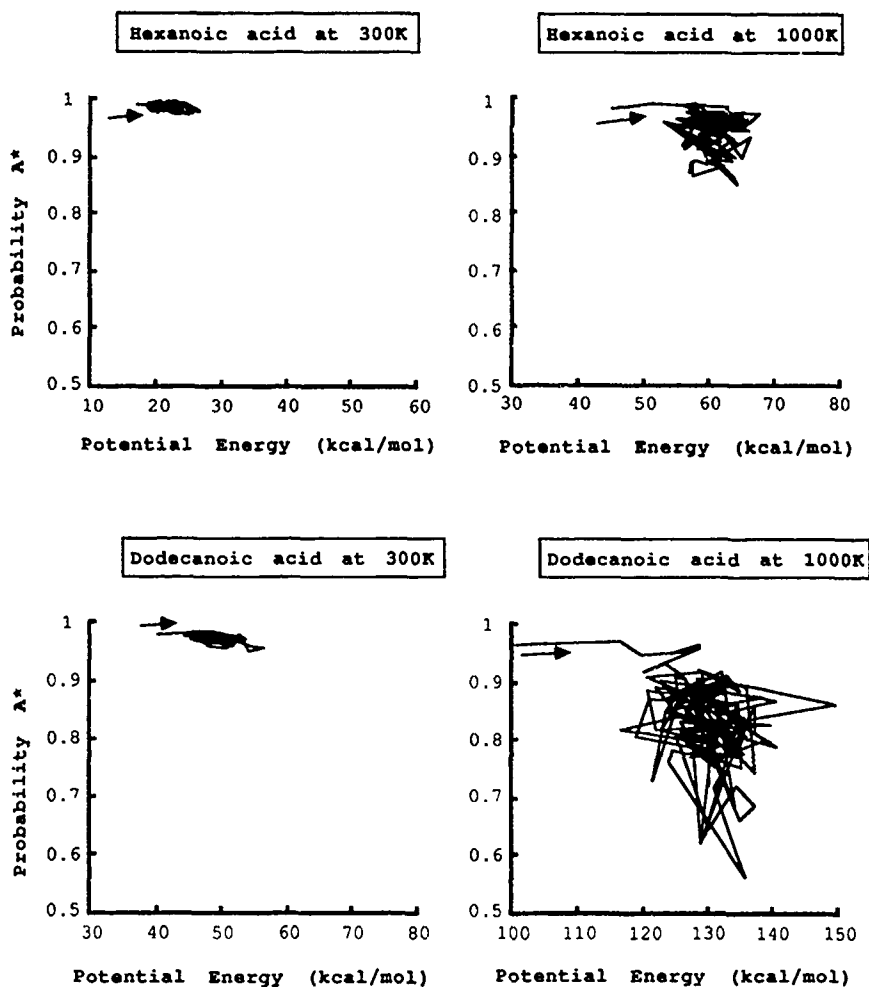 Hexanoic acid at 300K
Hexanoic acid at 1000K
Probability A*
1
0.9
0.8
0.7
0.6
0.5
10 20 30 40 50 60
Potential Energy (kcal/mol)
1
0.9
0.8
0.7
0.6
0.5
30 40 50 60 70 80
Potential Energy (kcal/mol)
Dodecanoic acid at 300K
Dodecanoic acid at 1000K
Probability A*
1
0.9
0.8
0.7
0.6
0.5
30 40 50 60 70 80
Potential Energy (kcal/mol)
1
0.9
0.8
0.7
0.6
0.5
100 110 120 130 140 150
Potential Energy (kcal/mol)